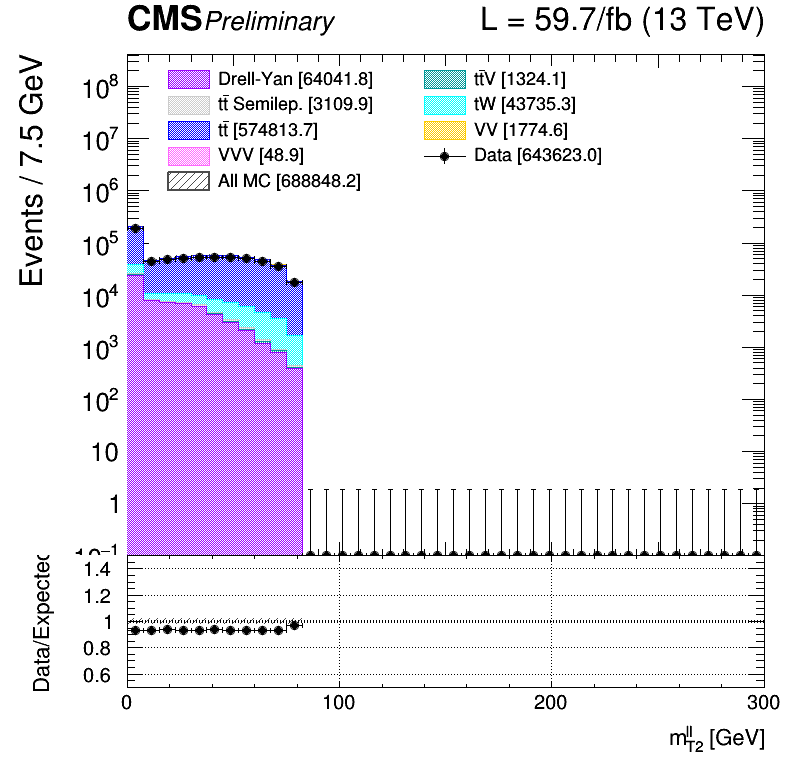 CMS Preliminary L = 59.7/fb (13 TeV)
Events / 7.5 GeV
10⁸
10⁷
10⁶
10⁵
10⁴
10³
10²
10
1
10⁻¹
Drell-Yan [64041.8]
tt̄ Semilep. [3109.9]
tt̄ [574813.7]
VVV [48.9]
All MC [688848.2]
tt̄V [1324.1]
tW [43735.3]
VV [1774.6]
Data [643623.0]
Data/Expected
1.4
1.2
1
0.8
0.6
0 100 200 300
m_{T2}^{ll} [GeV]